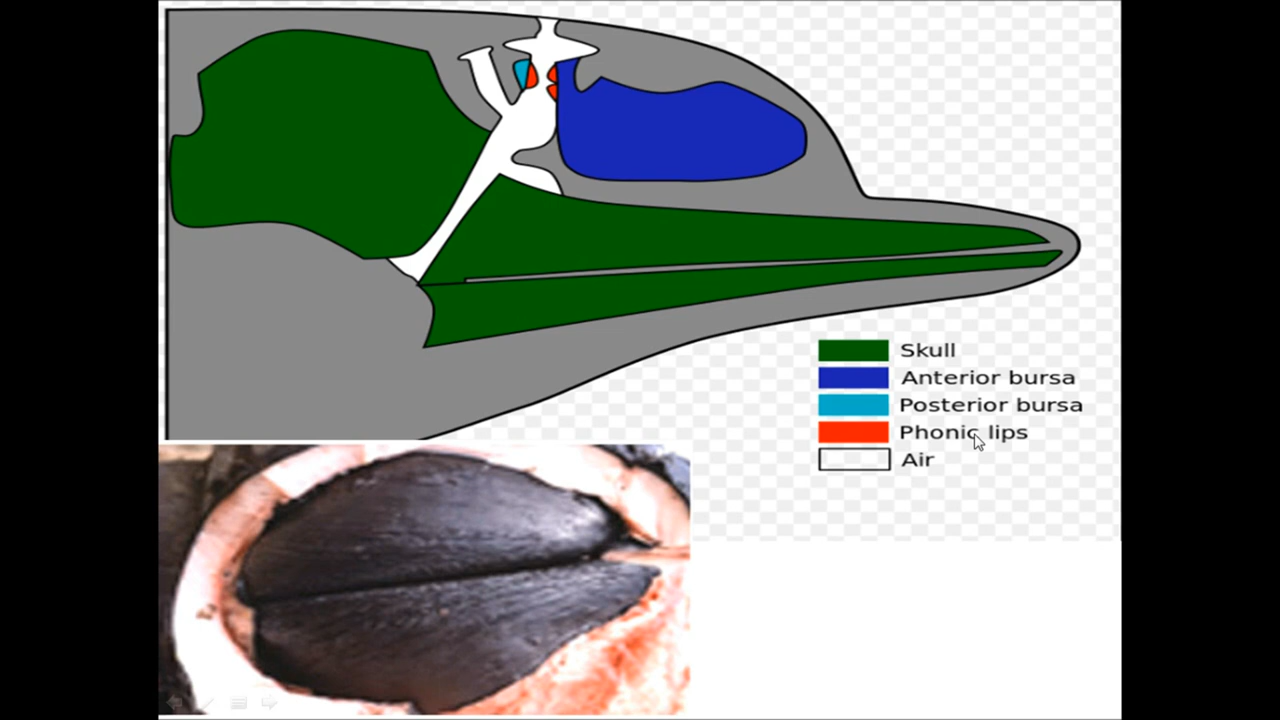 Skull
Anterior bursa
Posterior bursa
Phonic lips
Air